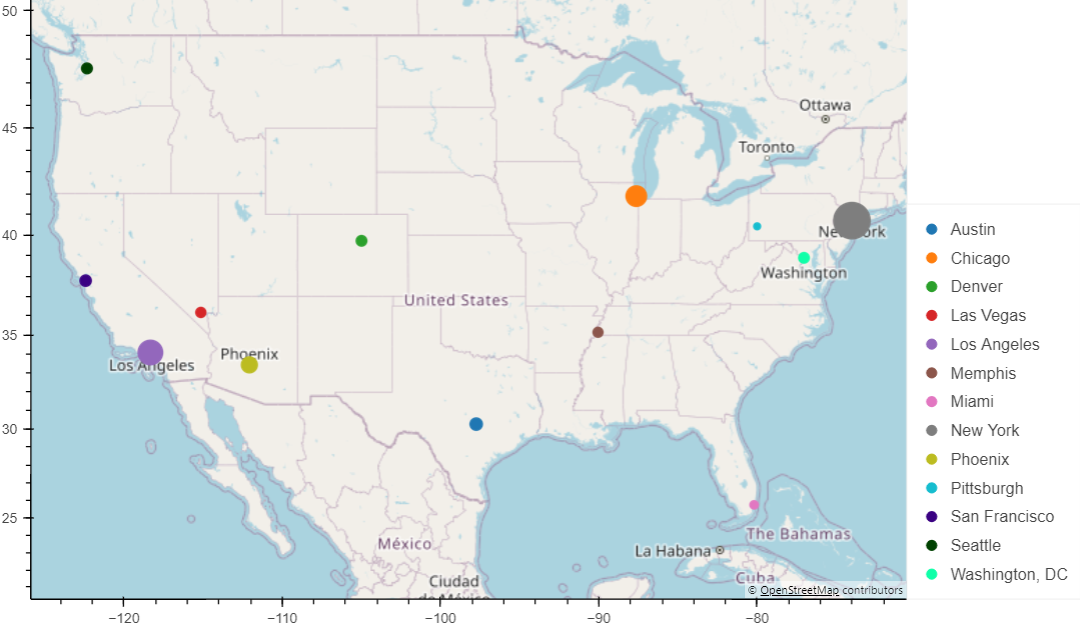 50
45
40
35
30
25
−120
−110
−100
−90
−80
Ottawa
Toronto
Washington
United States
Phoenix
Los Angeles
México
La Habana
The Bahamas
Cuba
Ciudad
© OpenStreetMap contributors
Austin
Chicago
Denver
Las Vegas
Los Angeles
Memphis
Miami
New York
Phoenix
Pittsburgh
San Francisco
Seattle
Washington, DC